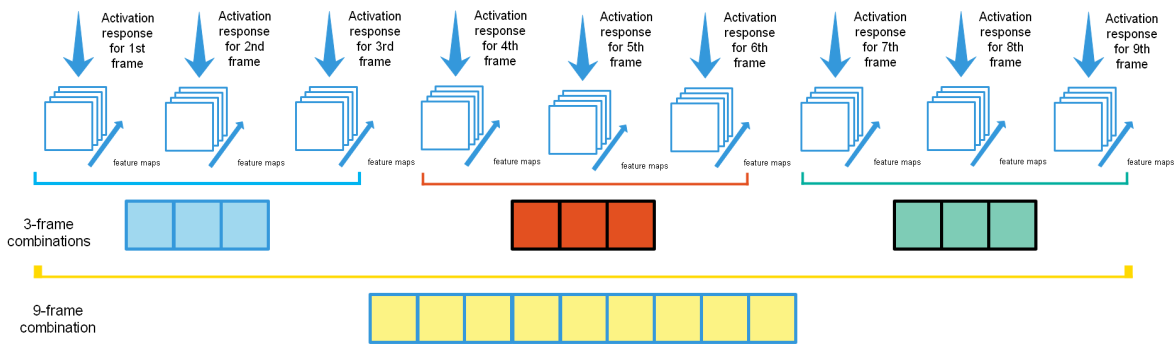 Activation
response
for 1st
frame
Activation
response
for 2nd
frame
Activation
response
for 3rd
frame
Activation
response
for 4th
frame
Activation
response
for 5th
frame
Activation
response
for 6th
frame
Activation
response
for 7th
frame
Activation
response
for 8th
frame
Activation
response
for 9th
frame
feature maps
feature maps
feature maps
feature maps
feature maps
feature maps
feature maps
feature maps
feature maps
3-frame
combinations
9-frame
combination